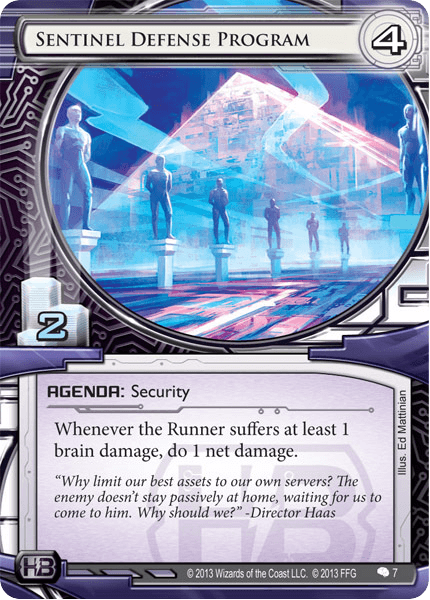 SENTINEL DEFENSE PROGRAM
4
2
AGENDA: Security
Whenever the Runner suffers at least 1
brain damage, do 1 net damage.
“Why limit our best assets to our own servers? The
enemy doesn’t stay passively at home, waiting for us to
come to him. Why should we?” -Director Haas
Illus. Ed Mattinian
HB
HB
© 2013 Wizards of the Coast LLC. © 2013 FFG
7